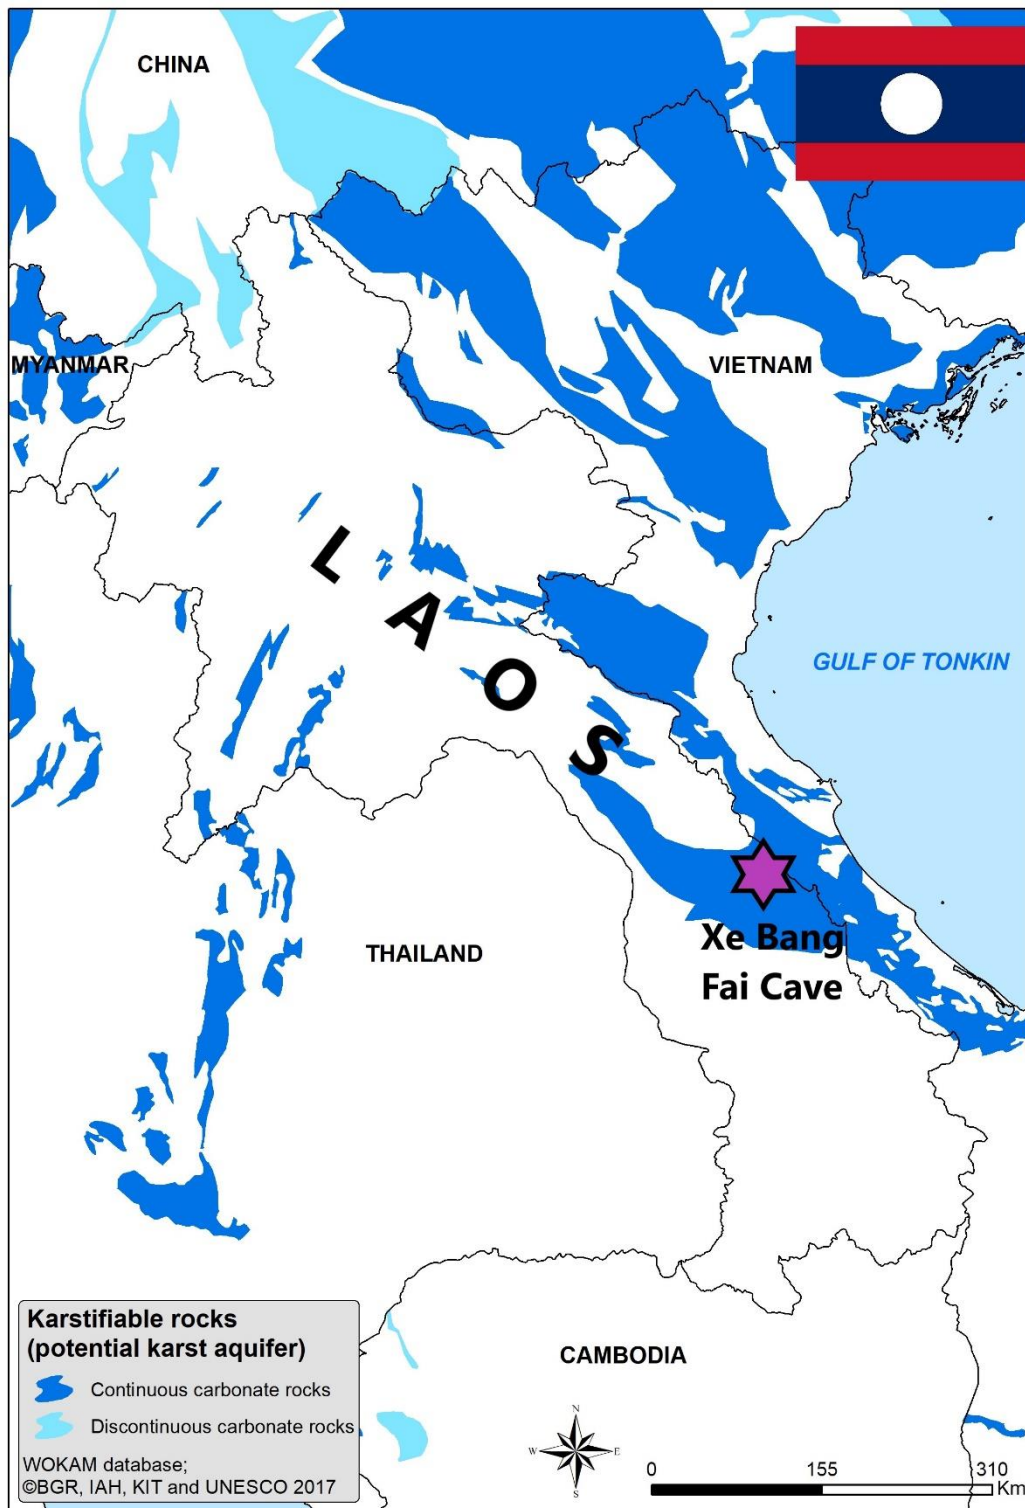 CHINA
MYANMAR
VIETNAM
L A O S
GULF OF TONKIN
Xe Bang
Fai Cave
THAILAND
CAMBODIA
Karstifiable rocks
(potential karst aquifer)
Continuous carbonate rocks
Discontinuous carbonate rocks
WOKAM database;
©BGR, IAH, KIT and UNESCO 2017
N
W E
S
0 155 310
Km